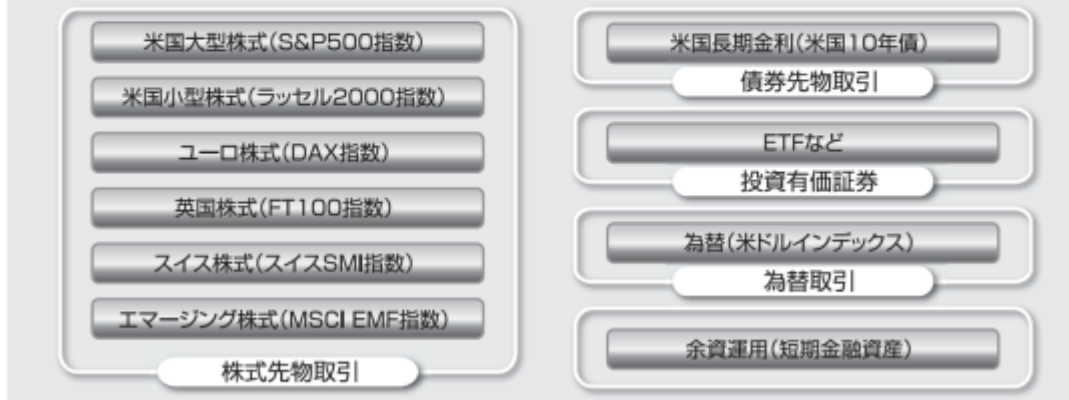 米国大型株式(S&P500指数)
米国小型株式(ラッセル2000指数)
ユーロ株式(DAX指数)
英国株式(FT100指数)
スイス株式(スイスSMI指数)
エマージング株式(MSCI EMF指数)
株式先物取引
米国長期金利(米国10年債)
債券先物取引
ETFなど
投資有価証券
為替(米ドルインデックス)
為替取引
余資運用(短期金融資産)